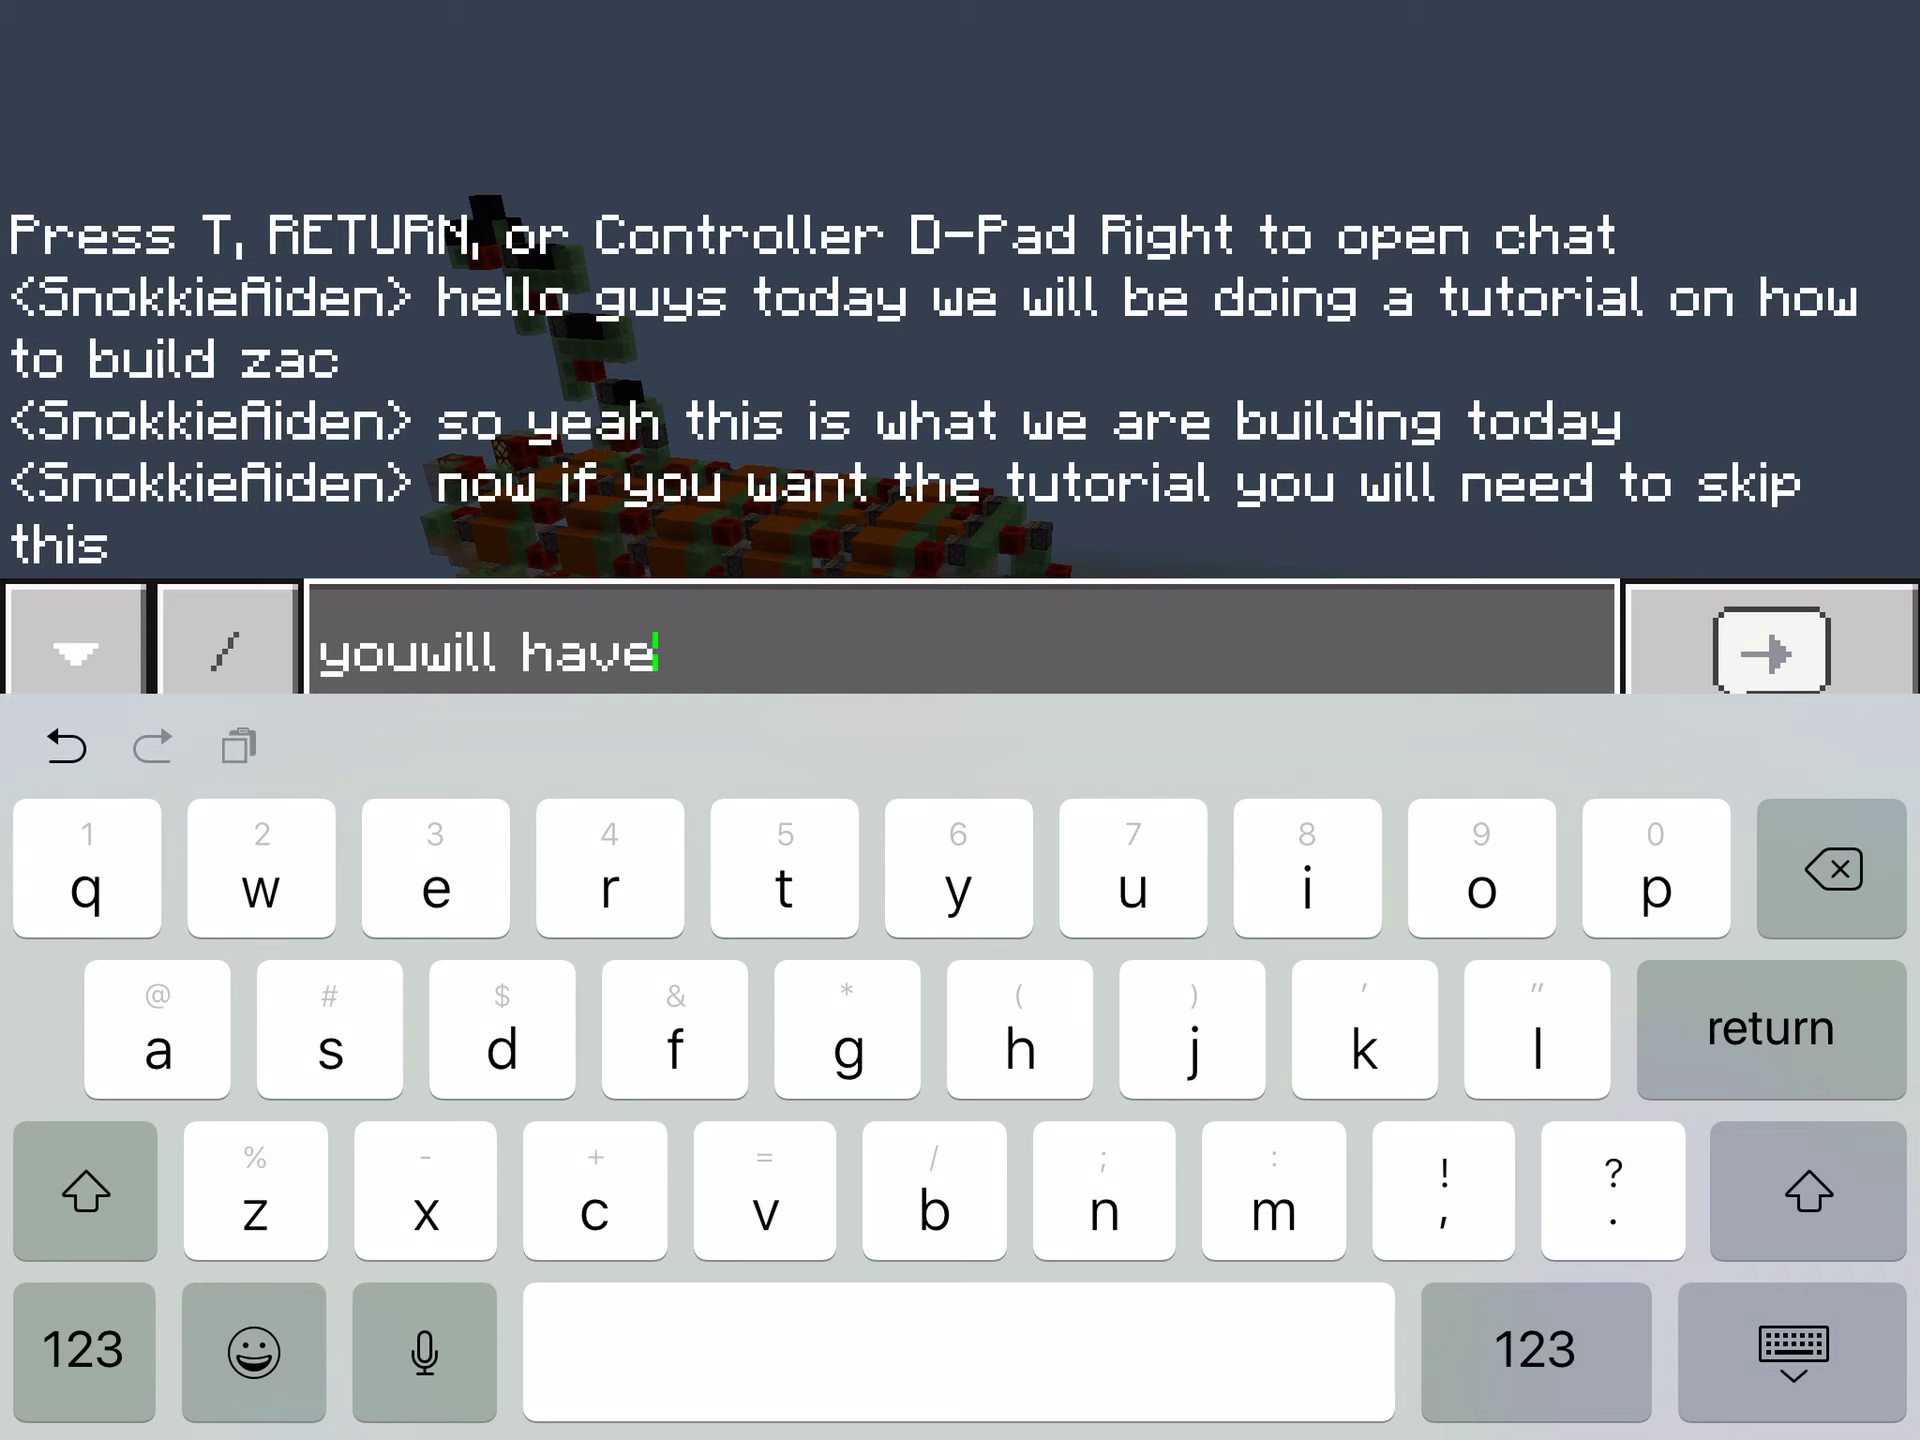 Press T, RETURN, or Controller D-Pad Right to open chat
<SnokkieAiden> hello guys today we will be doing a tutorial on how
to build zac
<SnokkieAiden> so yeah this is what we are building today
<SnokkieAiden> now if you want the tutorial you will need to skip
this
/ youwill have
1 2 3 4 5 6 7 8 9 0
q w e r t y u i o p
@ # $ & * ( ) ' "
a s d f g h j k l return
% - + = / ; : ! ?
z x c v b n m , .
123 123